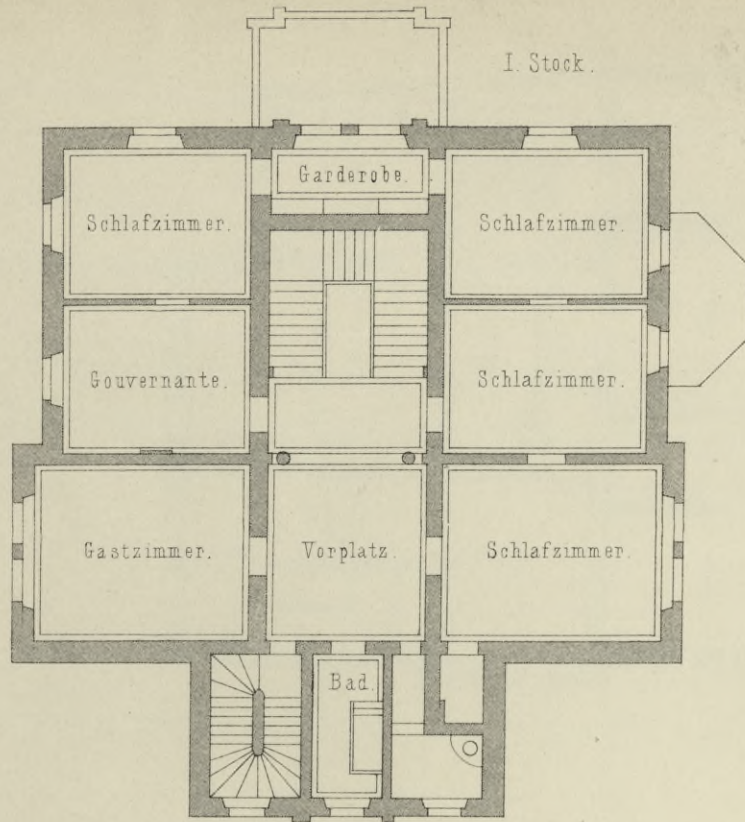 I. Stock.
Garderobe.
Schlafzimmer.
Schlafzimmer.
Gouvernante.
Schlafzimmer.
Gastzimmer.
Vorplatz.
Schlafzimmer.
Bad.